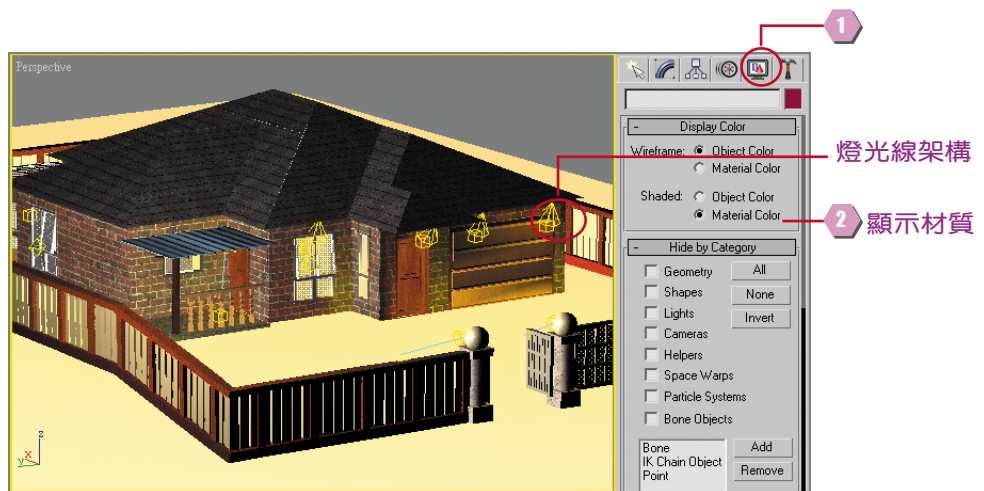 1
Perspective
- Display Color
Wireframe: Object Color
Material Color
Shaded: Object Color
Material Color
燈光線架構
2 顯示材質
- Hide by Category
Geometry All
Shapes None
Lights Invert
Cameras
Helpers
Space Warps
Particle Systems
Bone Objects
Bone Add
IK Chain Object
Point Remove
z
x
y